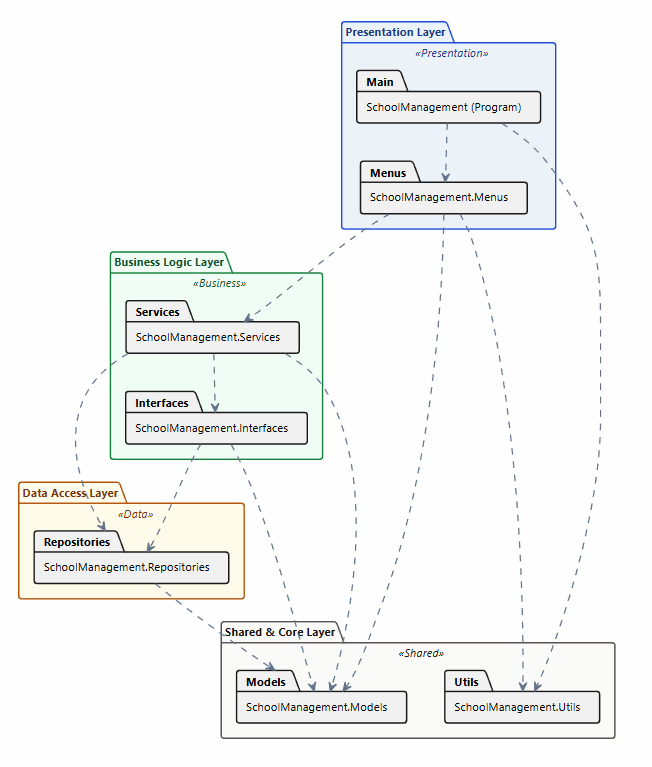 Presentation Layer
«Presentation»
Main
SchoolManagement (Program)
Menus
SchoolManagement.Menus
Business Logic Layer
«Business»
Services
SchoolManagement.Services
Interfaces
SchoolManagement.Interfaces
Data Access Layer
«Data»
Repositories
SchoolManagement.Repositories
Shared & Core Layer
«Shared»
Models
SchoolManagement.Models
Utils
SchoolManagement.Utils